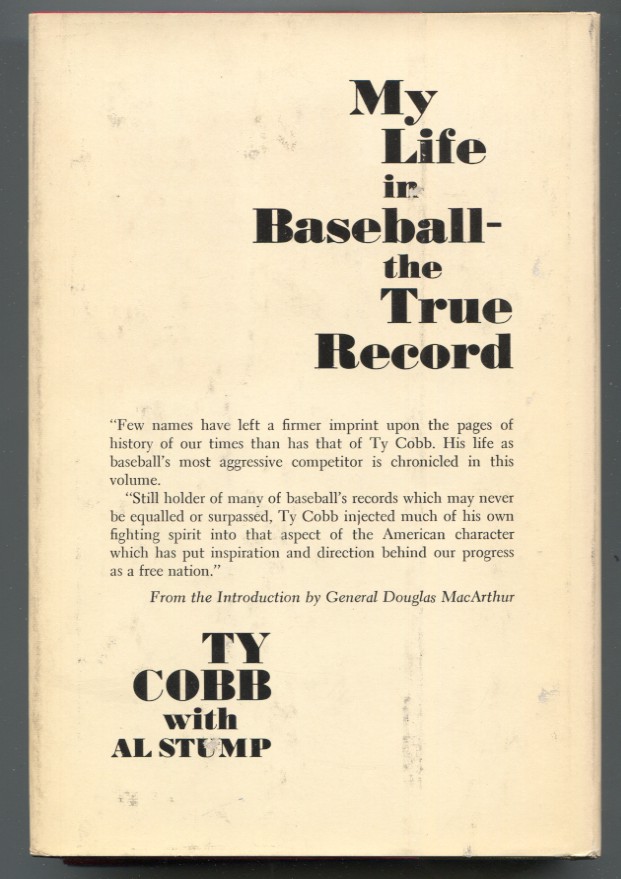 My
Life
in
Baseball-
the
True
Record
"Few names have left a firmer imprint upon the pages of
history of our times than has that of Ty Cobb. His life as
baseball's most aggressive competitor is chronicled in this
volume.
"Still holder of many of baseball's records which may never
be equalled or surpassed, Ty Cobb injected much of his own
fighting spirit into that aspect of the American character
which has put inspiration and direction behind our progress
as a free nation."
From the Introduction by General Douglas MacArthur
TY
COBB
with
AL STUMP